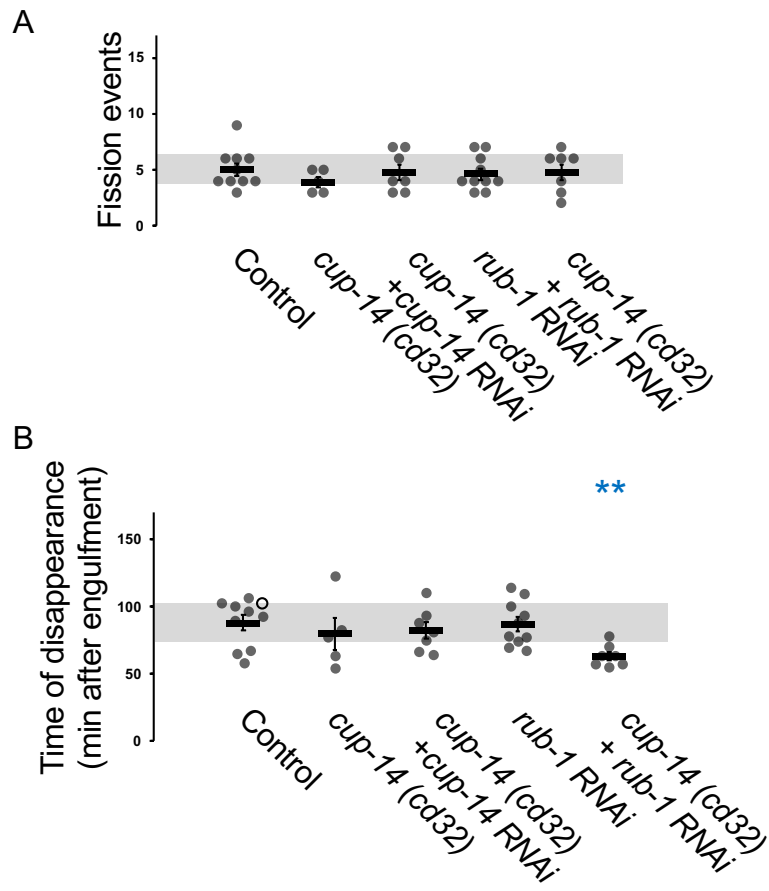 A
Fission events
15
10
5
0
Control
cup-14 (cd32)
cup-14 (cd32)
+cup-14 RNAi
rub-1 RNAi
cup-14 (cd32)
+ rub-1 RNAi
B
Time of disappearance
(min after engulfment)
150
100
50
0
**
Control
cup-14 (cd32)
cup-14 (cd32)
+cup-14 RNAi
rub-1 RNAi
cup-14 (cd32)
+ rub-1 RNAi